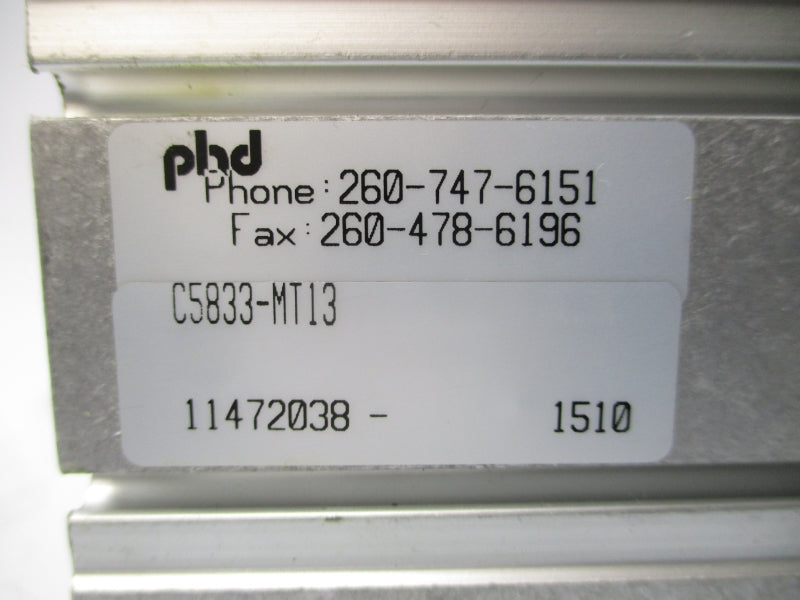 phd
Phone: 260-747-6151
Fax: 260-478-6196
C5833-MT13
11472038 - 1510